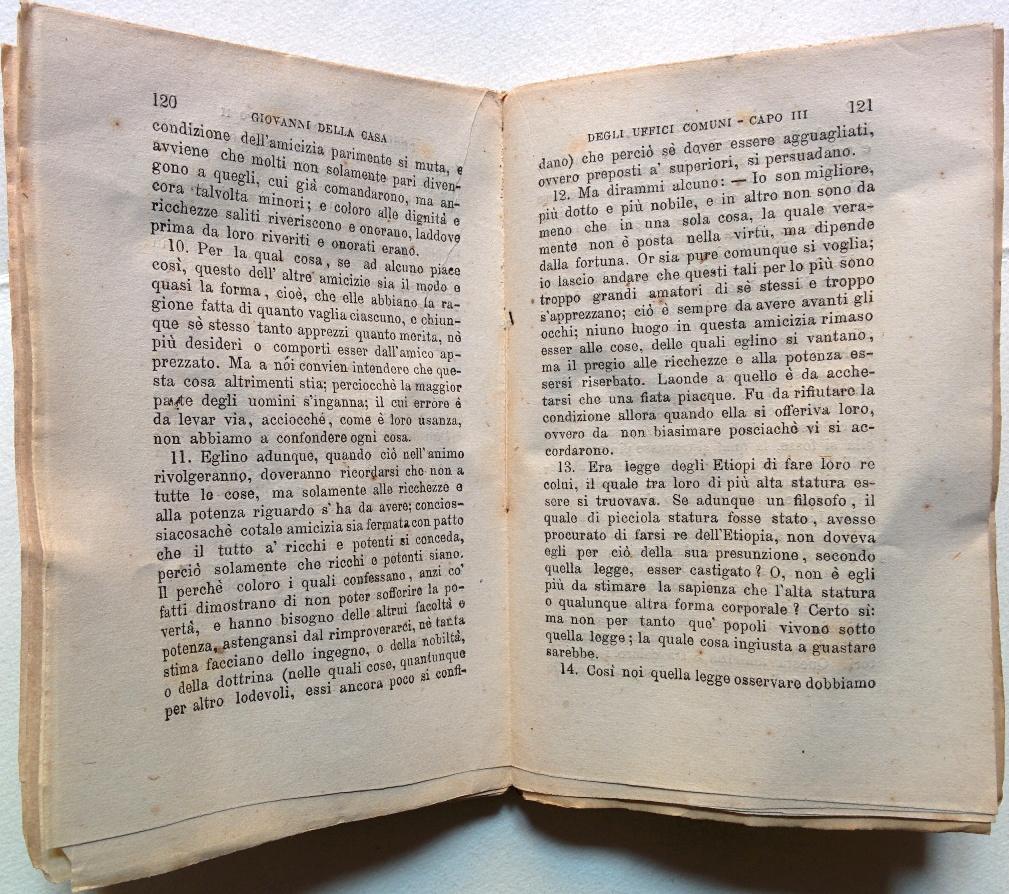 120
GIOVANNI DELLA CASA
condizione dell'amicizia parimente si muta, e
avviene che molti non solamente pari diven-
gono a quegli, cui già comandarono, ma an-
cora talvolta minori; e coloro alle dignità e
ricchezze saliti riveriscono e onorano, laddove
prima da loro riveriti e onorati erano.
10. Per la qual cosa, se ad alcuno piace
così, questo dell' altre amicizie sia il modo e
quasi la forma, cioè, che elle abbiano la ra-
gione fatta di quanto vaglia ciascuno, e chiun-
que sè stesso tanto apprezzi quanto merita, nè
più desideri o comporti esser dall'amico ap-
prezzato. Ma a noi convien intendere che que-
sta cosa altrimenti stia; perciocchè la maggior
parte degli uomini s'inganna; il cui errore è
da levar via, acciocchè, come è loro usanza,
non abbiamo a confondere ogni cosa.
11. Eglino adunque, quando ciò nell'animo
rivolgeranno, doveranno ricordarsi che non a
tutte le cose, ma solamente alle ricchezze e
alla potenza riguardo s' ha da avere; concios-
siacosachè cotale amicizia sia fermata con patto
che il tutto a' ricchi e potenti si conceda,
perciò solamente che ricchi e potenti siano.
Il perchè coloro i quali confessano, anzi co'
fatti dimostrano di non poter sofferire la po-
vertà, e hanno bisogno delle altrui facoltà e
potenza, astengansi dal rimproverarci, nè tanta
stima facciano dello ingegno, o della nobiltà,
o della dottrina (nelle quali cose, quantunque
per altro lodevoli, essi ancora poco si confi-
DEGLI UFFICI COMUNI - CAPO III
121
dano) che perciò sè dover essere agguagliati,
ovvero preposti a' superiori, si persuadano.
12. Ma dirammi alcuno: — Io son migliore,
più dotto e più nobile, e in altro non sono da
meno che in una sola cosa, la quale vera-
mente non è posta nella virtù, ma dipende
dalla fortuna. Or sia pure comunque si voglia;
io lascio andare che questi tali per lo più sono
troppo grandi amatori di sè stessi e troppo
s'apprezzano; ciò è sempre da avere avanti gli
occhi; niuno luogo in questa amicizia rimaso
esser alle cose, delle quali eglino si vantano,
ma il pregio alle ricchezze e alla potenza es-
sersi riserbato. Laonde a quello è da acche-
tarsi che una fiata piacque. Fu da rifiutare la
condizione allora quando ella si offeriva loro,
ovvero da non biasimare posciachè vi si ac-
cordarono.
13. Era legge degli Etiopi di fare loro re
colui, il quale tra loro di più alta statura es-
sere si truovava. Se adunque un filosofo, il
quale di picciola statura fosse stato, avesse
procurato di farsi re dell'Etiopia, non doveva
egli per ciò della sua presunzione, secondo
quella legge, esser castigato? O, non è egli
più da stimare la sapienza che l'alta statura
o qualunque altra forma corporale? Certo sì:
ma non per tanto que' popoli vivono sotto
quella legge; la quale cosa ingiusta a guastare
sarebbe.
14. Così noi quella legge osservare dobbiamo